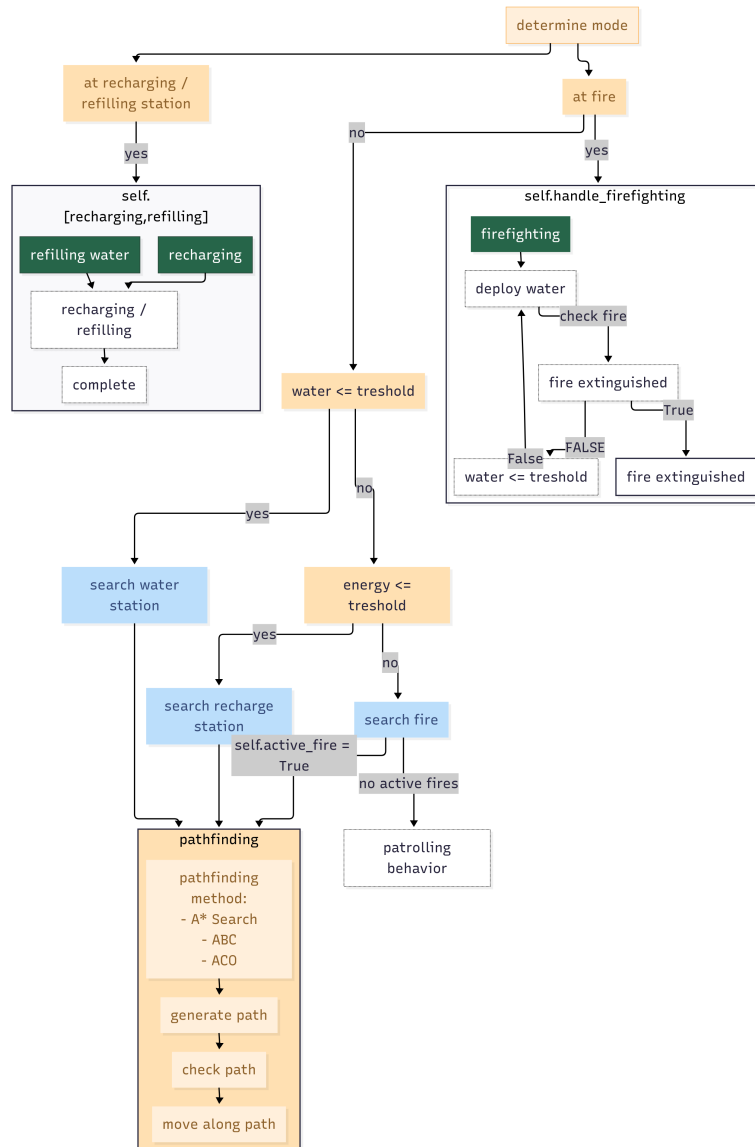 determine mode
at recharging /
refilling station
at fire
no
yes
yes
self.
[recharging,refilling]
refilling water
recharging
recharging /
refilling
complete
self.handle_firefighting
firefighting
deploy water
check fire
fire extinguished
True
FALSE
False
water <= treshold
fire extinguished
water <= treshold
no
yes
search water
station
energy <=
treshold
yes
no
search recharge
station
search fire
self.active_fire =
True
no active fires
patrolling
behavior
pathfinding
pathfinding
method:
- A* Search
- ABC
- ACO
generate path
check path
move along path